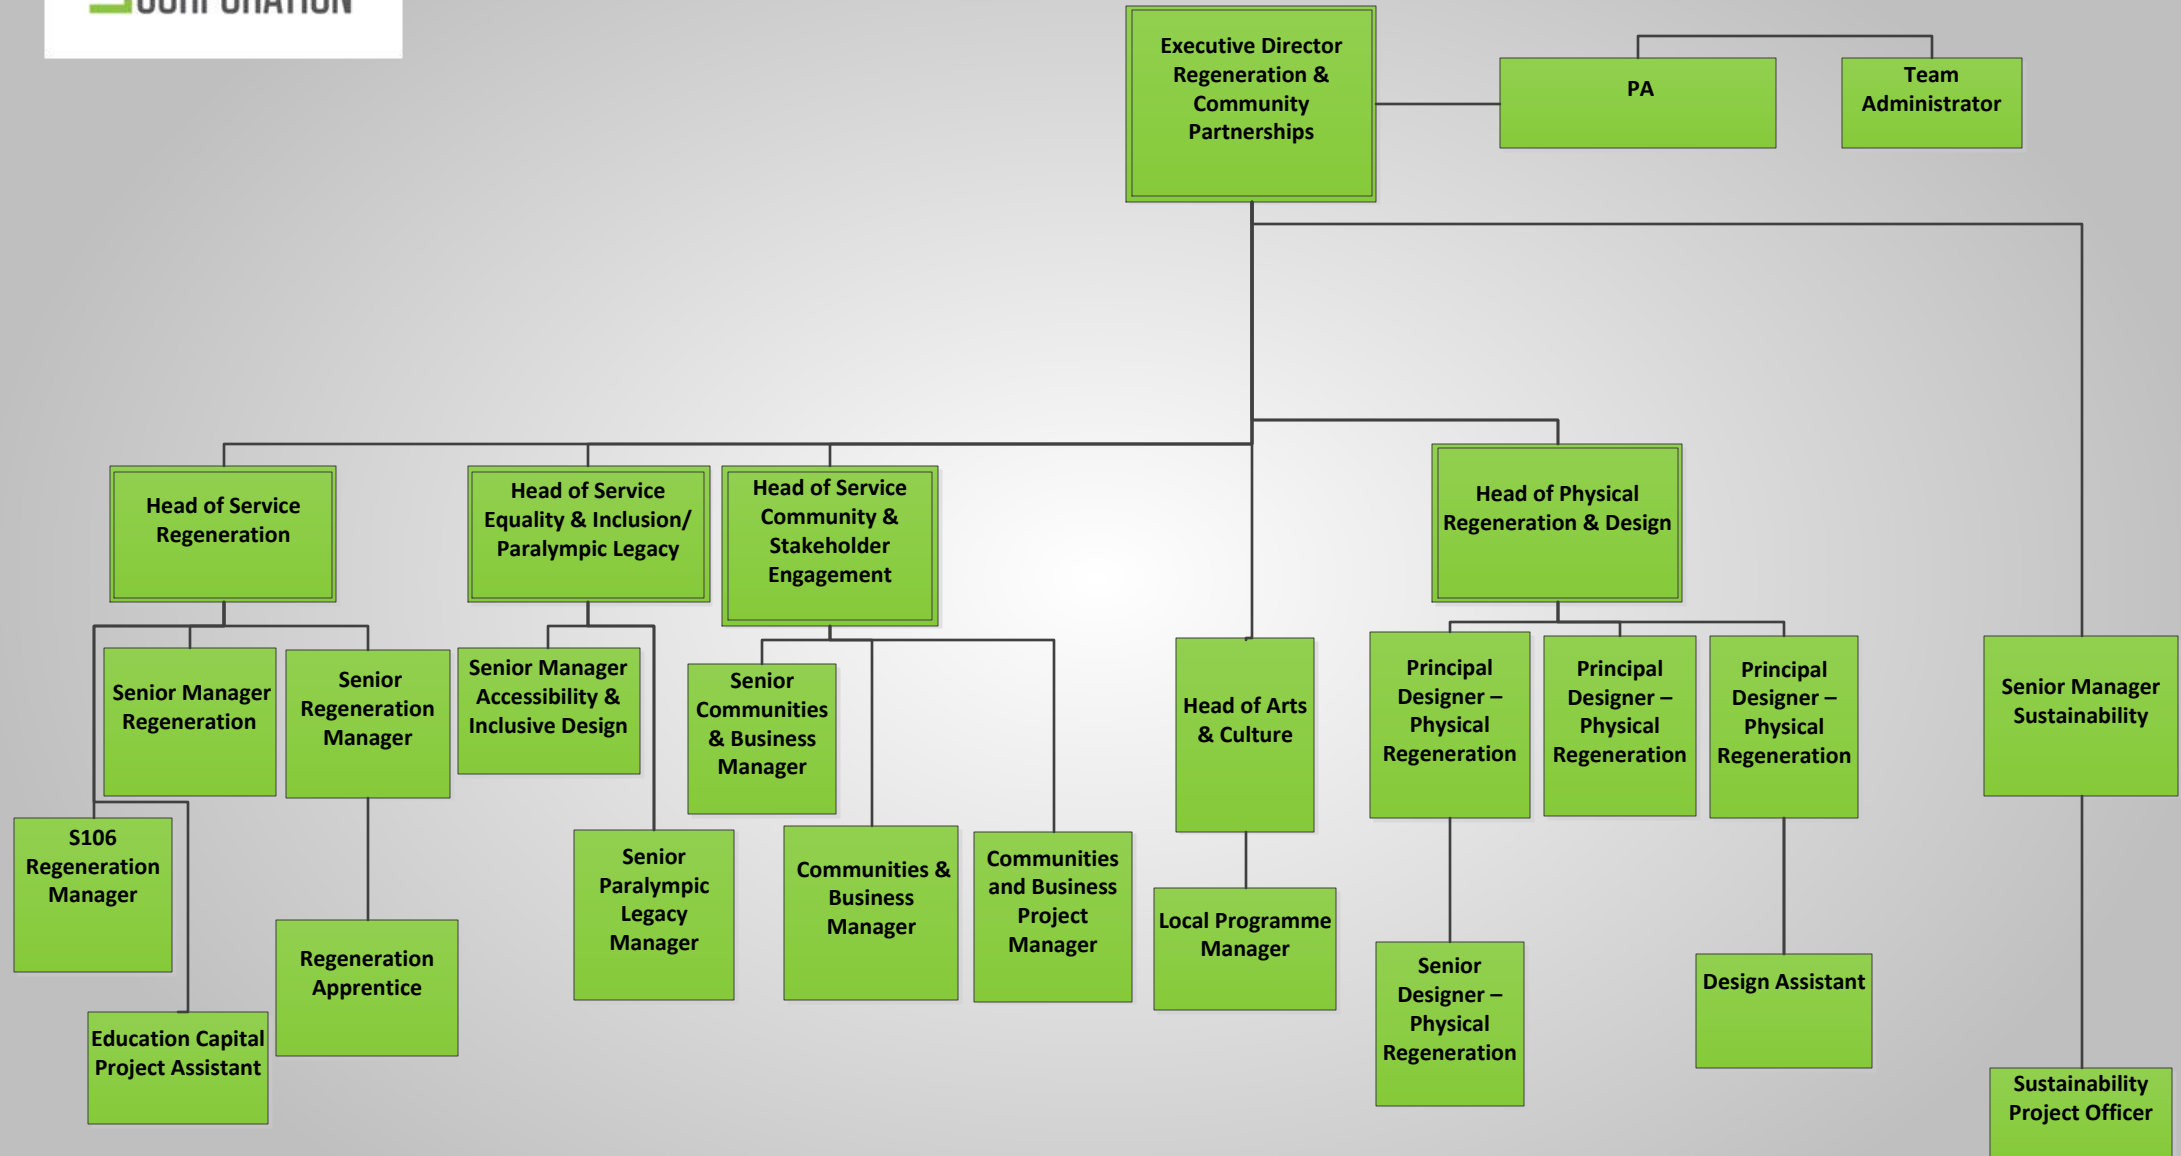 CORPORATION
Executive Director
Regeneration &
Community
Partnerships
PA
Team
Administrator
Head of Service
Regeneration
Head of Service
Equality & Inclusion/
Paralympic Legacy
Head of Service
Community &
Stakeholder
Engagement
Head of Physical
Regeneration & Design
Senior Manager
Regeneration
Senior
Regeneration
Manager
Senior Manager
Accessibility &
Inclusive Design
Senior
Communities
& Business
Manager
Head of Arts
& Culture
Principal
Designer –
Physical
Regeneration
Principal
Designer –
Physical
Regeneration
Principal
Designer –
Physical
Regeneration
Senior Manager
Sustainability
S106
Regeneration
Manager
Senior
Paralympic
Legacy
Manager
Communities &
Business
Manager
Communities
and Business
Project
Manager
Local Programme
Manager
Regeneration
Apprentice
Senior
Designer –
Physical
Regeneration
Design Assistant
Education Capital
Project Assistant
Sustainability
Project Officer